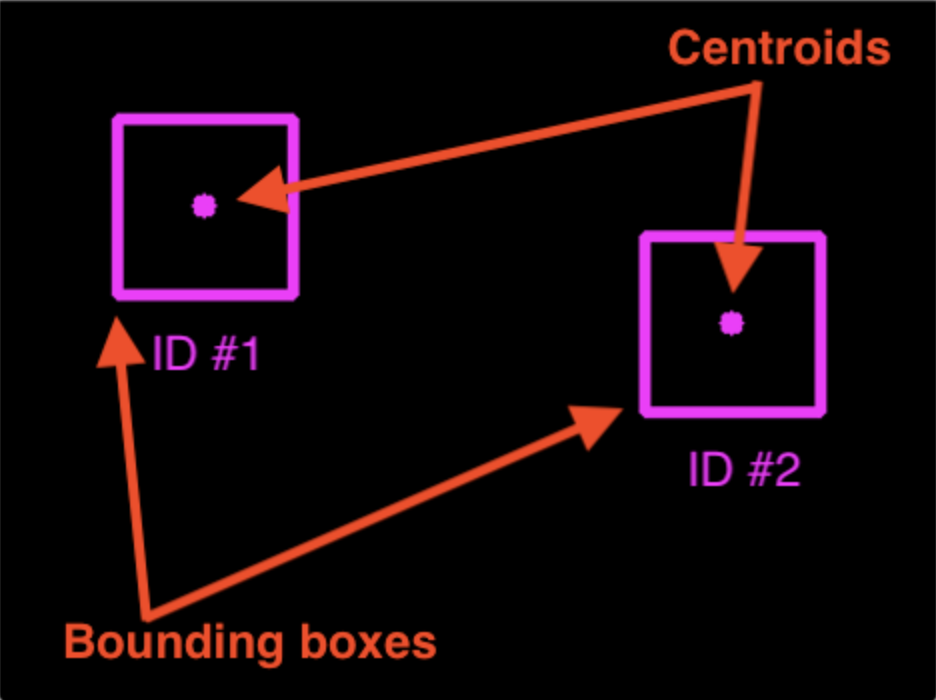 Centroids
ID #1
ID #2
Bounding boxes